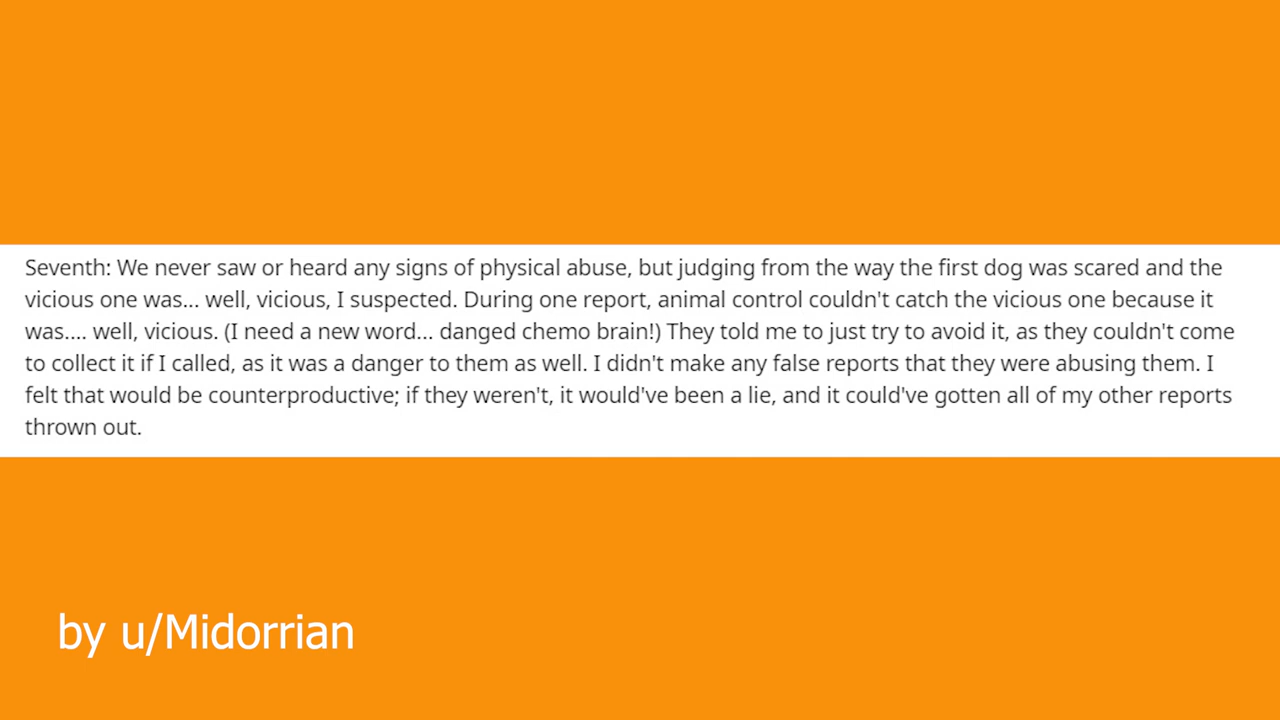 Seventh: We never saw or heard any signs of physical abuse, but judging from the way the first dog was scared and the
vicious one was... well, vicious, I suspected. During one report, animal control couldn't catch the vicious one because it
was.... well, vicious. (I need a new word... danged chemo brain!) They told me to just try to avoid it, as they couldn't come
to collect it if I called, as it was a danger to them as well. I didn't make any false reports that they were abusing them. I
felt that would be counterproductive; if they weren't, it would've been a lie, and it could've gotten all of my other reports
thrown out.
by u/Midorrian